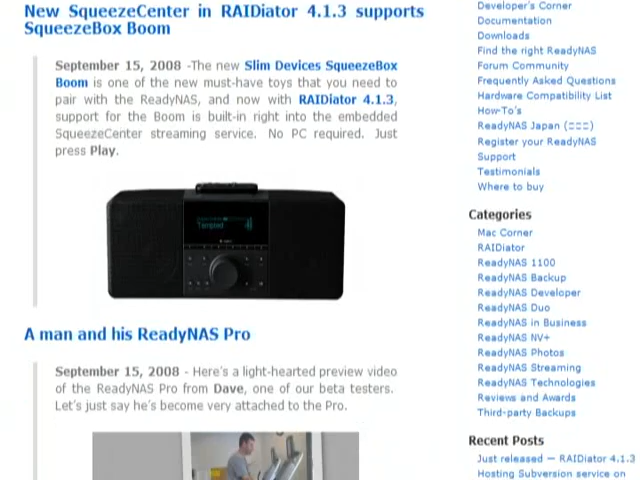 New SqueezeCenter in RAIDiator 4.1.3 supports
SqueezeBox Boom
September 15, 2008 -The new Slim Devices SqueezeBox
Boom is one of the new must-have toys that you need to
pair with the ReadyNAS, and now with RAIDiator 4.1.3,
support for the Boom is built-in right into the embedded
SqueezeCenter streaming service. No PC required. Just
press Play.
Tempted
A man and his ReadyNAS Pro
September 15, 2008 - Here's a light-hearted preview video
of the ReadyNAS Pro from Dave, one of our beta testers.
Let's just say he's become very attached to the Pro.
Developer's Corner
Documentation
Downloads
Find the right ReadyNAS
Forum Community
Frequently Asked Questions
Hardware Compatibility List
How-To's
ReadyNAS Japan (□□□)
Register your ReadyNAS
Support
Testimonials
Where to buy
Categories
Mac Corner
RAIDiator
ReadyNAS 1100
ReadyNAS Backup
ReadyNAS Developer
ReadyNAS Duo
ReadyNAS in Business
ReadyNAS NV+
ReadyNAS Photos
ReadyNAS Streaming
ReadyNAS Technologies
Reviews and Awards
Third-party Backups
Recent Posts
Just released — RAIDiator 4.1.3
Hosting Subversion service on